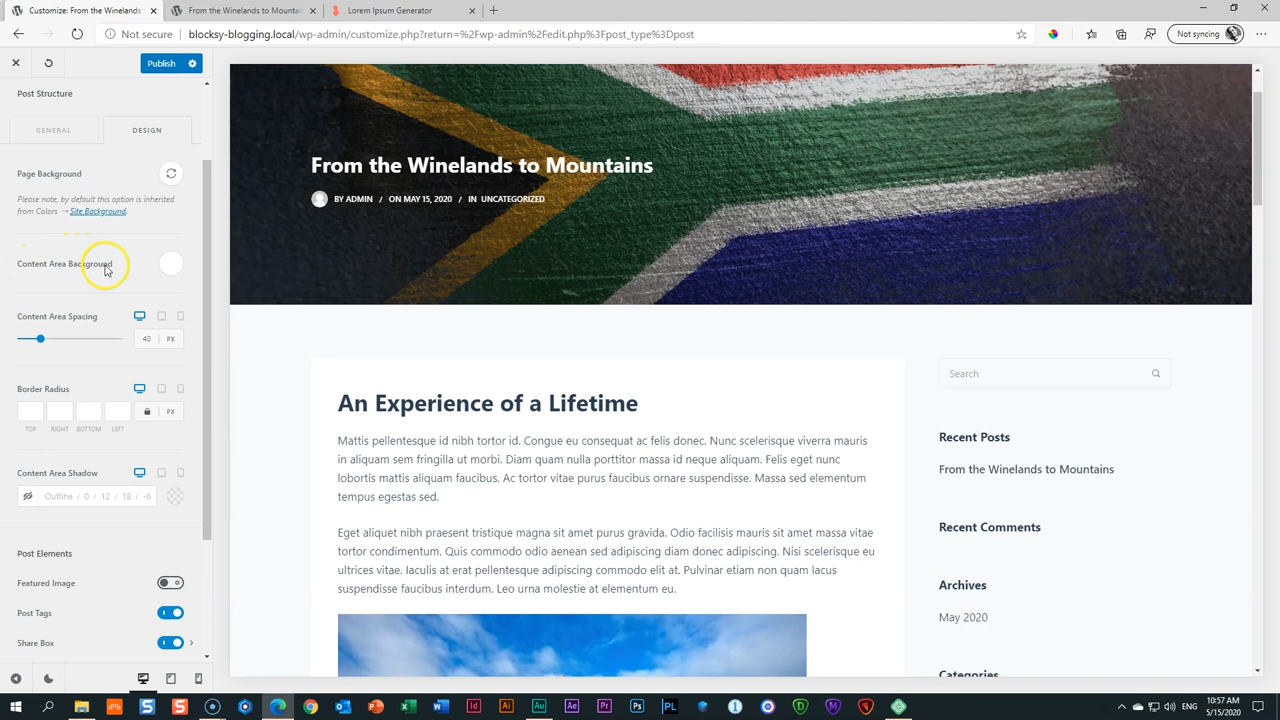 Customize: From the Winelands
From the Winelands to Mounta
Lorem Ipsum Generator
Not secure
blocksy-blogging.local/wp-admin/customize.php?return=%2Fwp-admin%2Fedit.php%3Fpost_type%3Dpost
Not syncing
Publish
Post Structure
GENERAL
DESIGN
Page Background
Please note, by default this option is inherited
from Colors → Site Background.
Content Area Background
Content Area Spacing
40 PX
Border Radius
PX
TOP RIGHT BOTTOM LEFT
Content Area Shadow
Outline / 0 / 12 / 18 / -6
Post Elements
Featured Image
Post Tags
Share Box
From the Winelands to Mountains
BY ADMIN / ON MAY 15, 2020 / IN UNCATEGORIZED
An Experience of a Lifetime
Mattis pellentesque id nibh tortor id. Congue eu consequat ac felis donec. Nunc scelerisque viverra mauris
in aliquam sem fringilla ut morbi. Diam quam nulla porttitor massa id neque aliquam. Felis eget nunc
lobortis mattis aliquam faucibus. Ac tortor vitae purus faucibus ornare suspendisse. Massa sed elementum
tempus egestas sed.
Eget aliquet nibh praesent tristique magna sit amet purus gravida. Odio facilisis mauris sit amet massa vitae
tortor condimentum. Quis commodo odio aenean sed adipiscing diam donec adipiscing. Nisi scelerisque eu
ultrices vitae. Iaculis at erat pellentesque adipiscing commodo elit at. Pulvinar etiam non quam lacus
suspendisse faucibus interdum. Leo urna molestie at elementum eu.
Search
Recent Posts
From the Winelands to Mountains
Recent Comments
Archives
May 2020
Categories
ENG
10:57 AM
5/15/2020